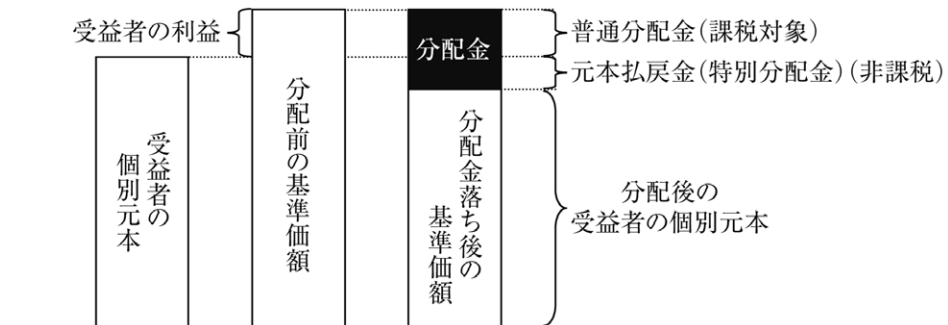 受益者の利益
受益者の
個別元本
分配前の基準価額
分配金
分配金落ち後の
基準価額
普通分配金(課税対象)
元本払戻金(特別分配金)(非課税)
分配後の
受益者の個別元本